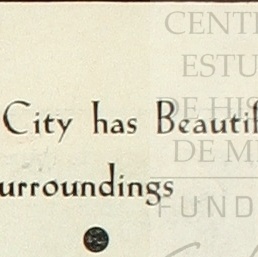 City has Beautif
urroundings
CENT
ESTU
DE HIS
DE M
FUND